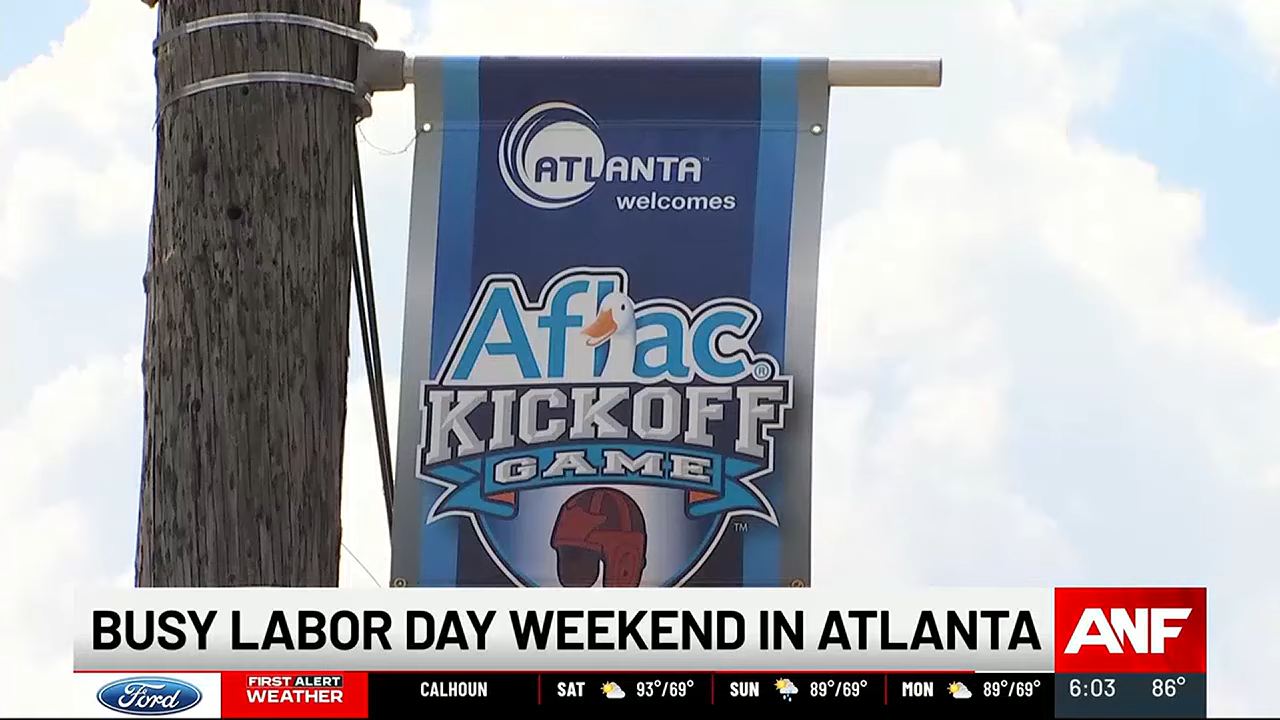 ATLANTA™
welcomes
Aflac®
KICKOFF
GAME
™
BUSY LABOR DAY WEEKEND IN ATLANTA
ANF
Ford
FIRST ALERT
WEATHER
CALHOUN
SAT 93°/69°
SUN 89°/69°
MON 89°/69°
6:03 86°